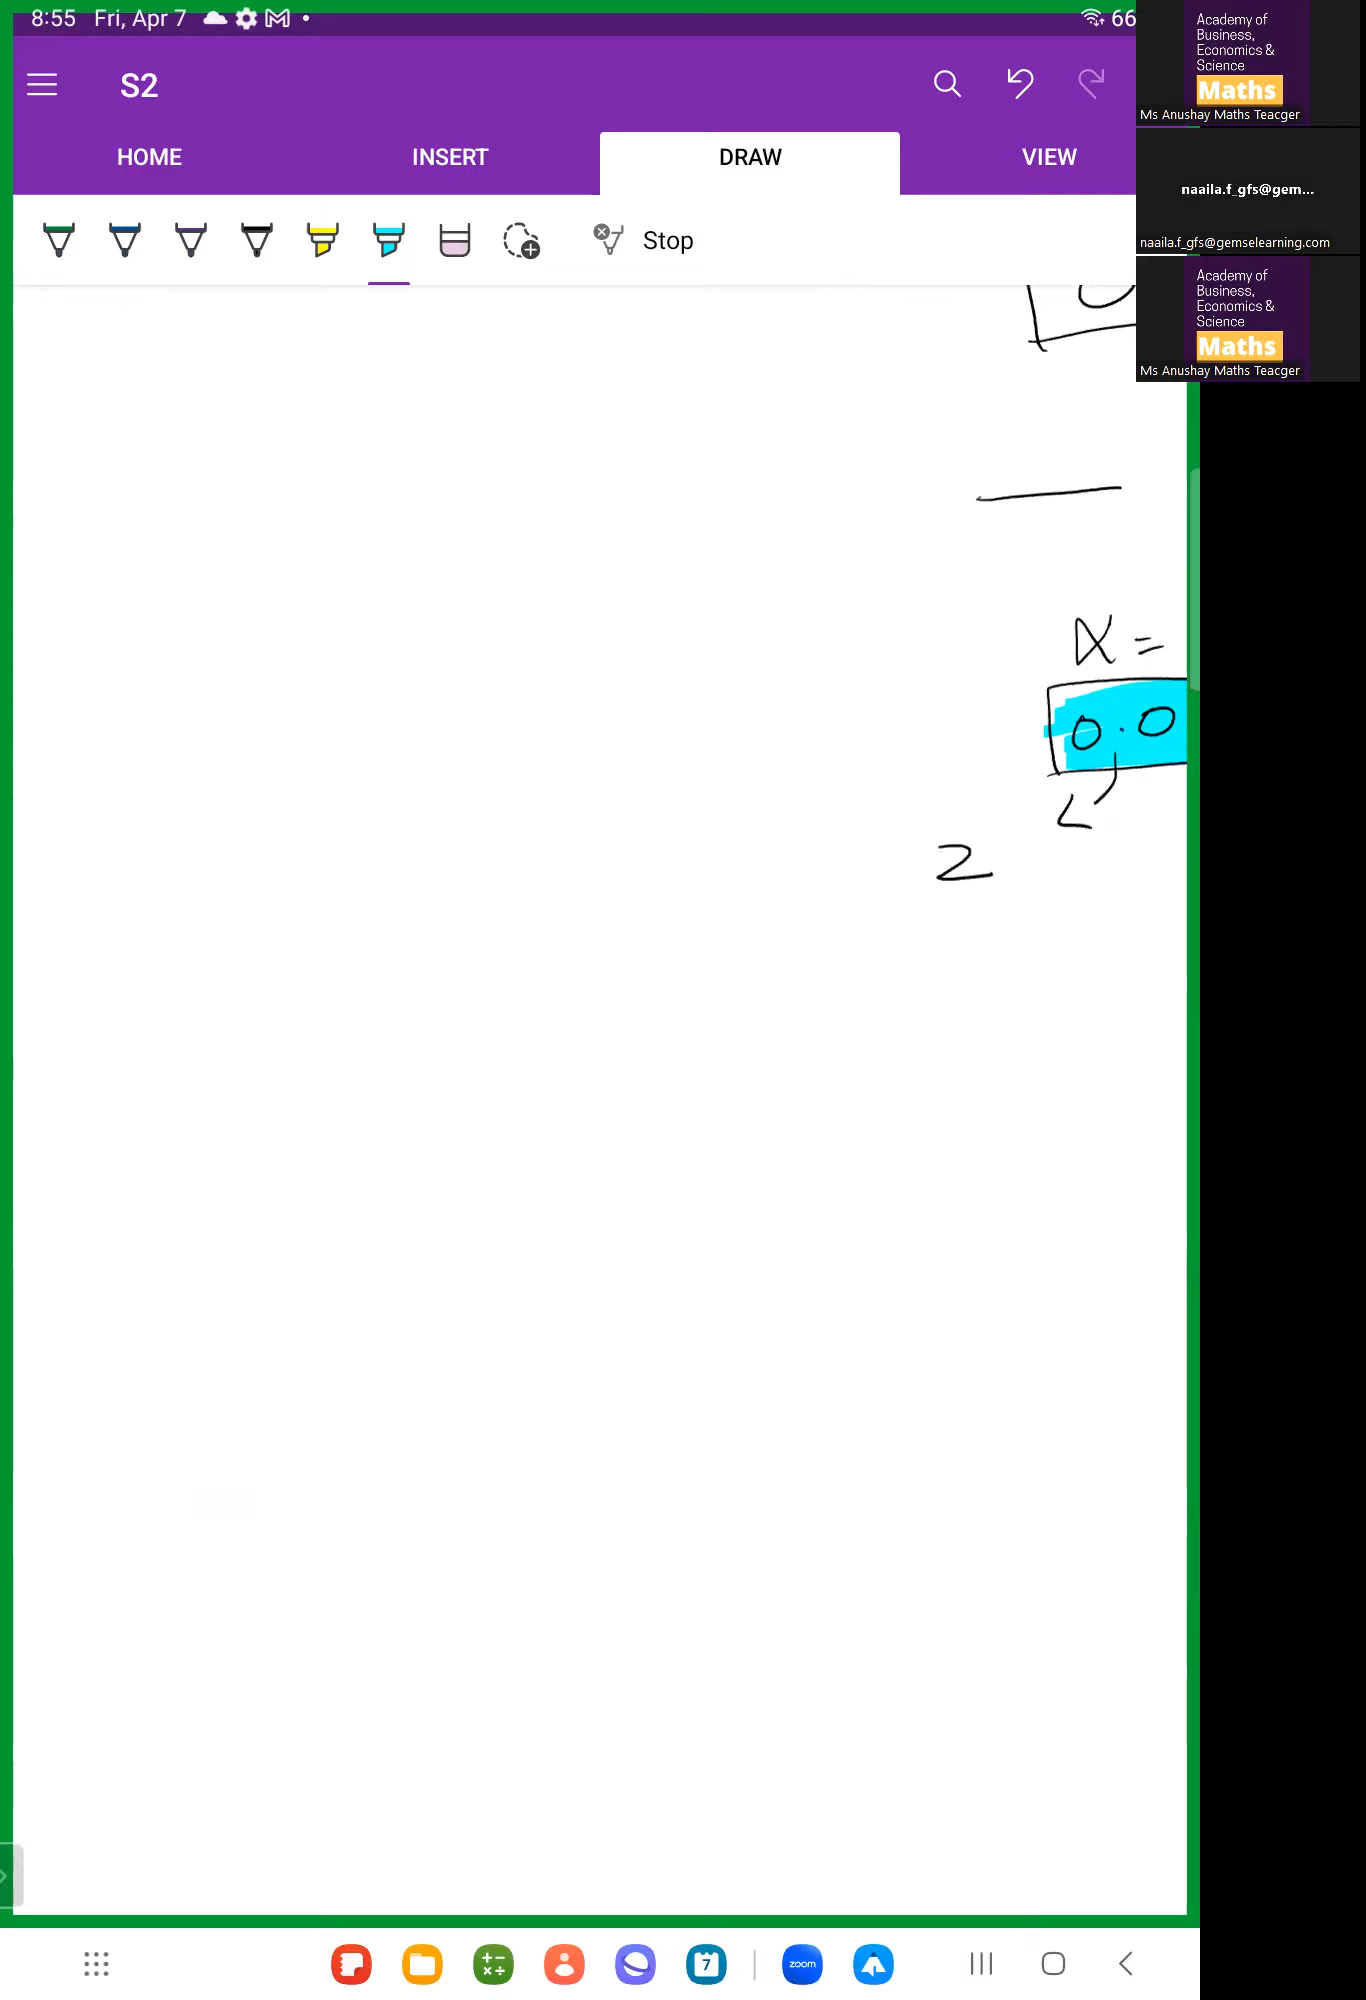 8:55 Fri, Apr 7
66
S2
HOME INSERT DRAW VIEW
Stop
Academy of
Business,
Economics &
Science
Maths
Ms Anushay Maths Teacger
naaila.f_gfs@gem...
naaila.f_gfs@gemselearning.com
Academy of
Business,
Economics &
Science
Maths
Ms Anushay Maths Teacger
α =
0.0
2
7
zoom